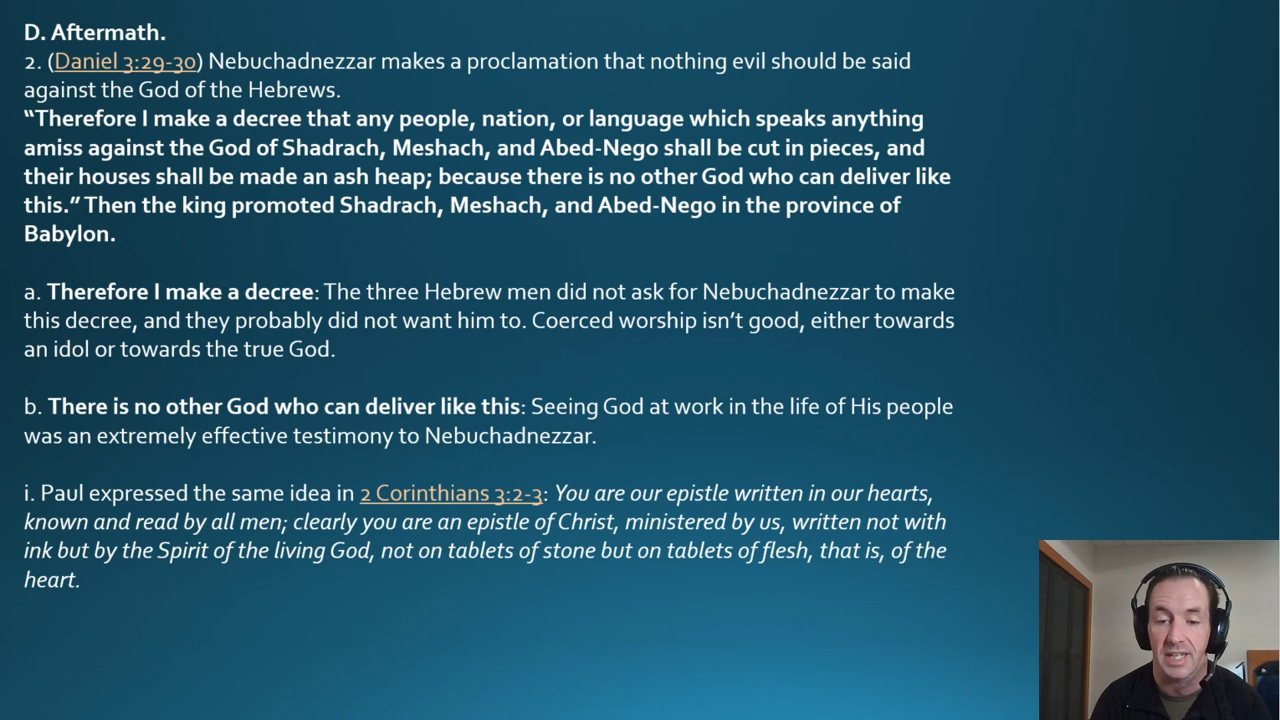 D. Aftermath.
2. (Daniel 3:29-30) Nebuchadnezzar makes a proclamation that nothing evil should be said
against the God of the Hebrews.
“Therefore I make a decree that any people, nation, or language which speaks anything
amiss against the God of Shadrach, Meshach, and Abed-Nego shall be cut in pieces, and
their houses shall be made an ash heap; because there is no other God who can deliver like
this.” Then the king promoted Shadrach, Meshach, and Abed-Nego in the province of
Babylon.
a. Therefore I make a decree: The three Hebrew men did not ask for Nebuchadnezzar to make
this decree, and they probably did not want him to. Coerced worship isn’t good, either towards
an idol or towards the true God.
b. There is no other God who can deliver like this: Seeing God at work in the life of His people
was an extremely effective testimony to Nebuchadnezzar.
i. Paul expressed the same idea in 2 Corinthians 3:2-3: You are our epistle written in our hearts,
known and read by all men; clearly you are an epistle of Christ, ministered by us, written not with
ink but by the Spirit of the living God, not on tablets of stone but on tablets of flesh, that is, of the
heart.